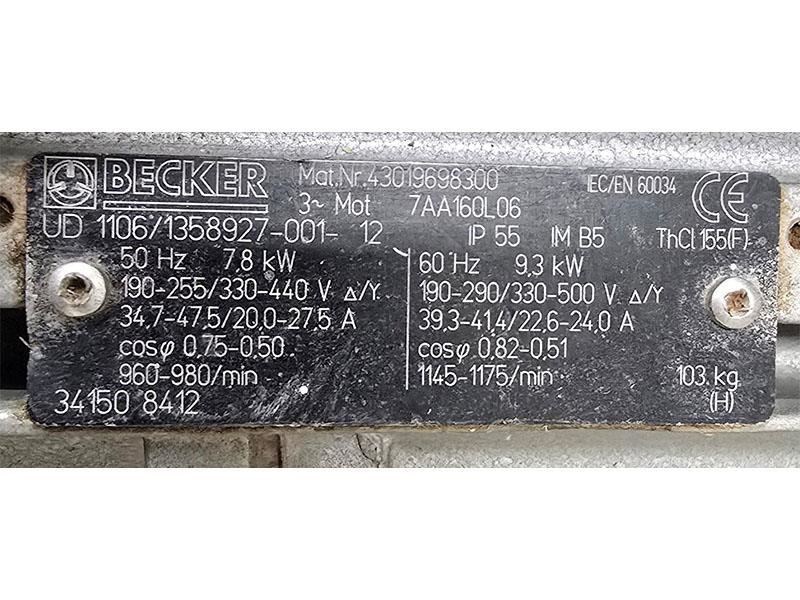 BECKER Mat.Nr.43019698300 IEC/EN 60034 CE
3~ Mot 7AA160L06
UD 1106/1358927-001- 12 IP 55 IM B5 ThCl 155(F)
50 Hz 7,8 kW 60 Hz 9,3 kW
190-255/330-440 V ∆/Y 190-290/330-500 V ∆/Y
34,7-47,5/20,0-27,5 A 39,3-41,4/22,6-24,0 A
cosφ 0,75-0,50 cosφ 0,82-0,51
960-980/min 1145-1175/min 103. kg
34150 8412 (H)